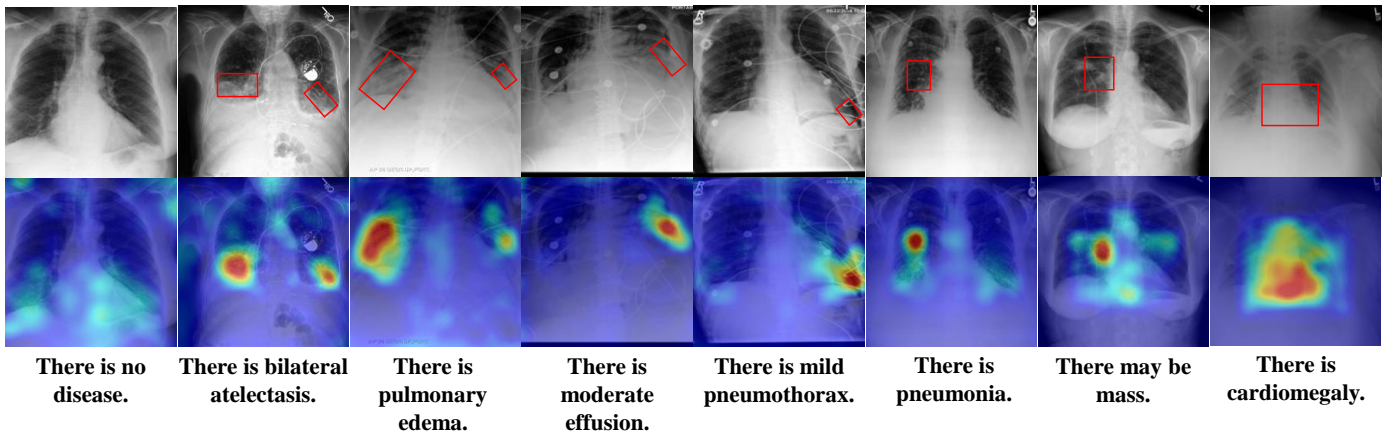 There is no
disease.
There is bilateral
atelectasis.
There is
pulmonary
edema.
There is
moderate
effusion.
There is mild
pneumothorax.
There is
pneumonia.
There may be
mass.
There is
cardiomegaly.